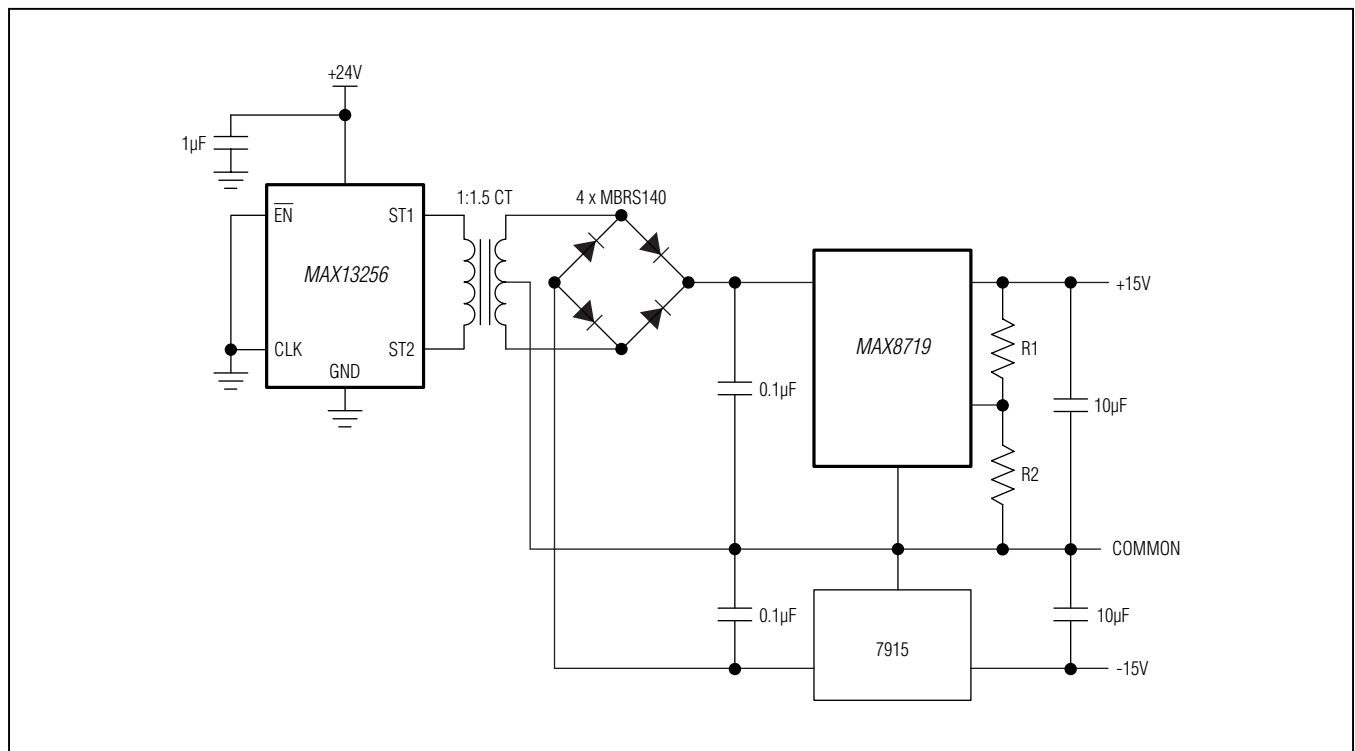 +24V
1µF
1:1.5 CT
4 x MBRS140
EN
ST1
MAX13256
CLK
ST2
GND
MAX8719
+15V
R1
0.1µF
10µF
R2
COMMON
0.1µF
7915
10µF
-15V